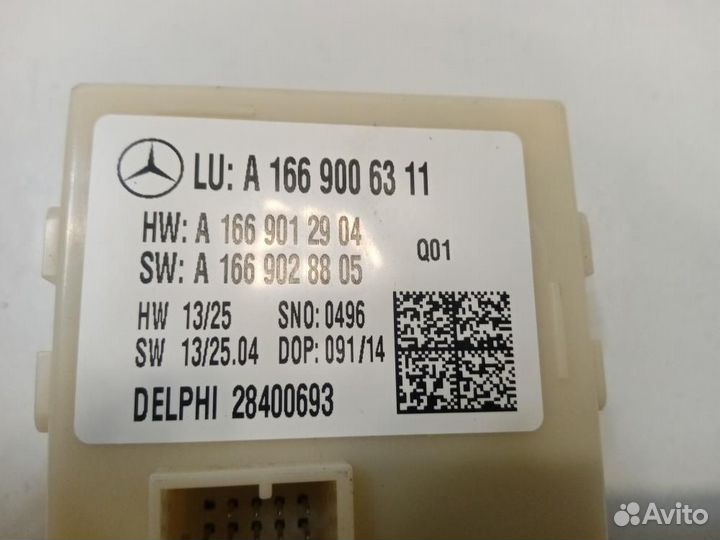 LU: A 166 900 63 11
HW: A 166 901 29 04
SW: A 166 902 88 05
Q01
HW 13/25 SNO: 0496
SW 13/25.04 DOP: 091/14
DELPHI 28400693
Avito